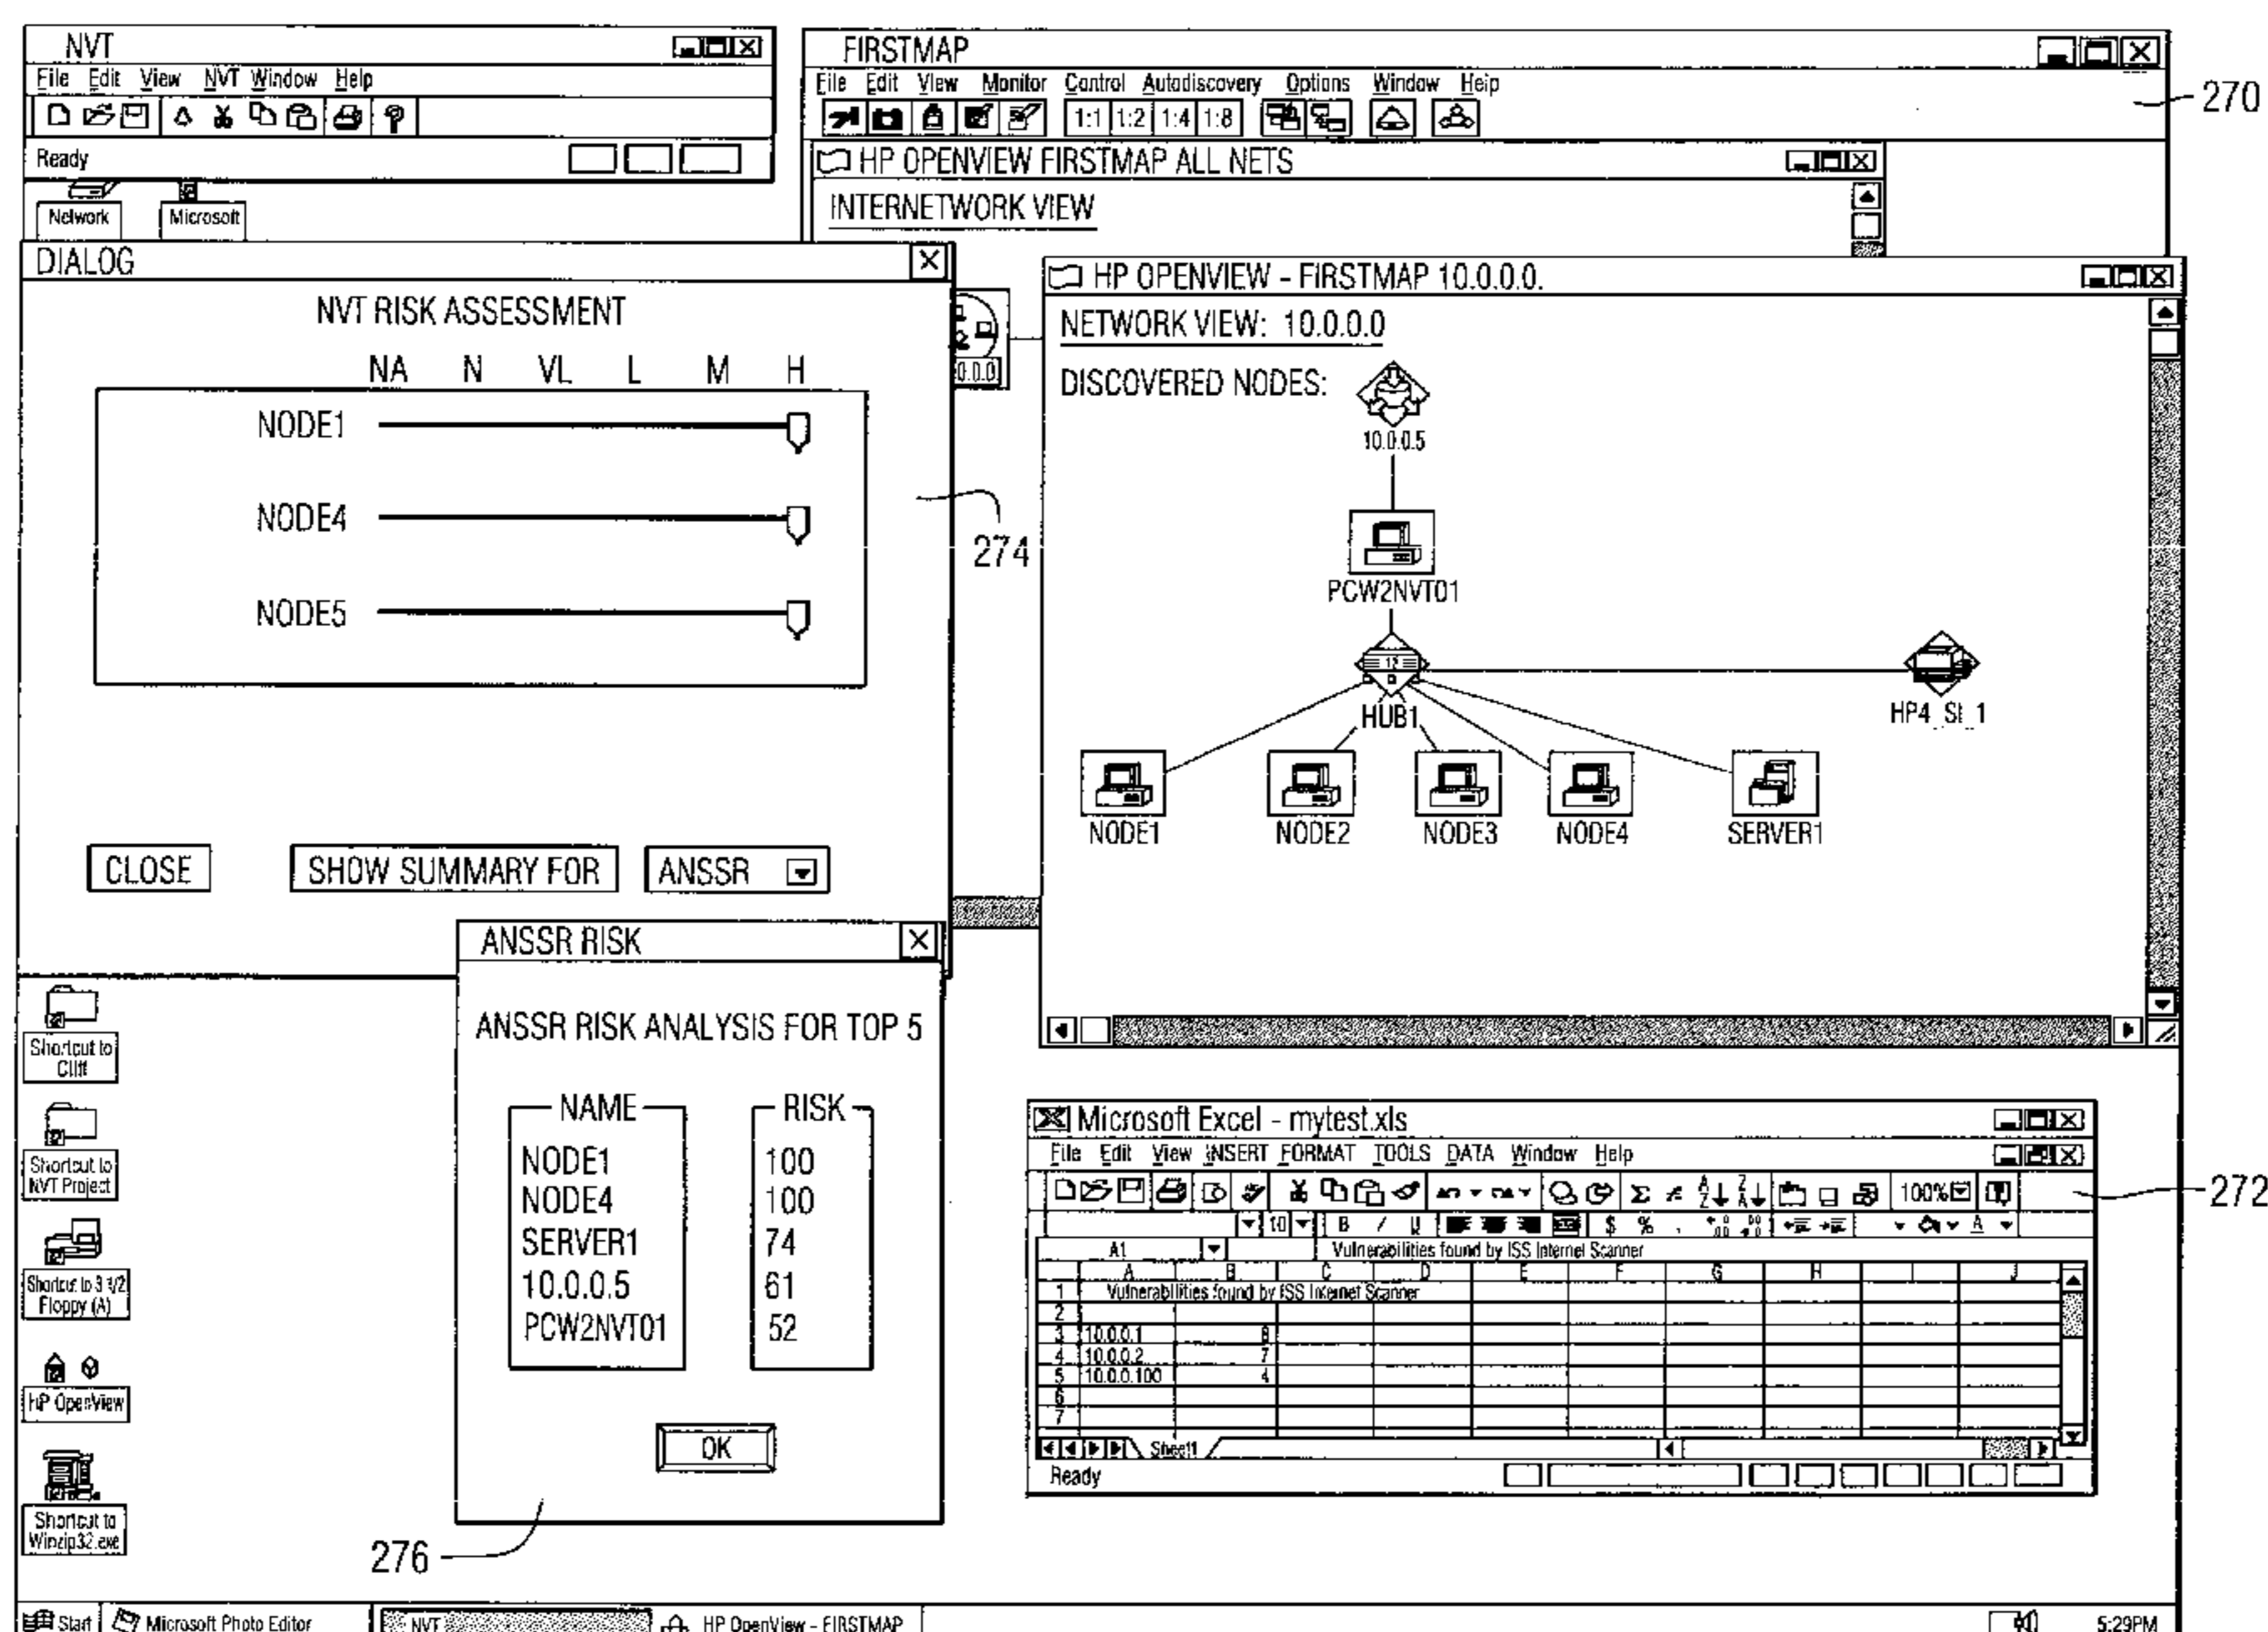 NVT
File Edit View NVT Window Help
Ready
Network Microsoft
FIRSTMAP
File Edit View Monitor Control Autodiscovery Options Window Help
1:1 1:2 1:4 1:8
270
HP OPENVIEW FIRSTMAP ALL NETS
INTERNETWORK VIEW
DIALOG
NVT RISK ASSESSMENT
NA N VL L M H
NODE1
NODE4
NODE5
274
CLOSE SHOW SUMMARY FOR ANSSR
0.0.0
HP OPENVIEW - FIRSTMAP 10.0.0.0.
NETWORK VIEW: 10.0.0.0
DISCOVERED NODES:
10.0.0.5
PCW2NVT01
12
HUB1
HP4_SI_1
NODE1 NODE2 NODE3 NODE4 SERVER1
ANSSR RISK
ANSSR RISK ANALYSIS FOR TOP 5
NAME RISK
NODE1 100
NODE4 100
SERVER1 74
10.0.0.5 61
PCW2NVT01 52
OK
276
Shortcut to
Cliff
Shortcut to
NVT Project
Shortcut to 3 1/2
Floppy (A)
HP OpenView
Shortcut to
Winzip32.exe
Microsoft Excel - mytest.xls
File Edit View INSERT FORMAT TOOLS DATA Window Help
100%
272
10 B I U $ % ,
A1 Vulnerabilities found by ISS Internet Scanner
A B C D E F G H I J
1 Vulnerabilities found by ISS Internet Scanner
2
3 10.0.0.1 8
4 10.0.0.2 7
5 10.0.0.100 4
6
7
Sheet1
Ready
Start Microsoft Photo Editor NVT HP OpenView - FIRSTMAP 5:29PM